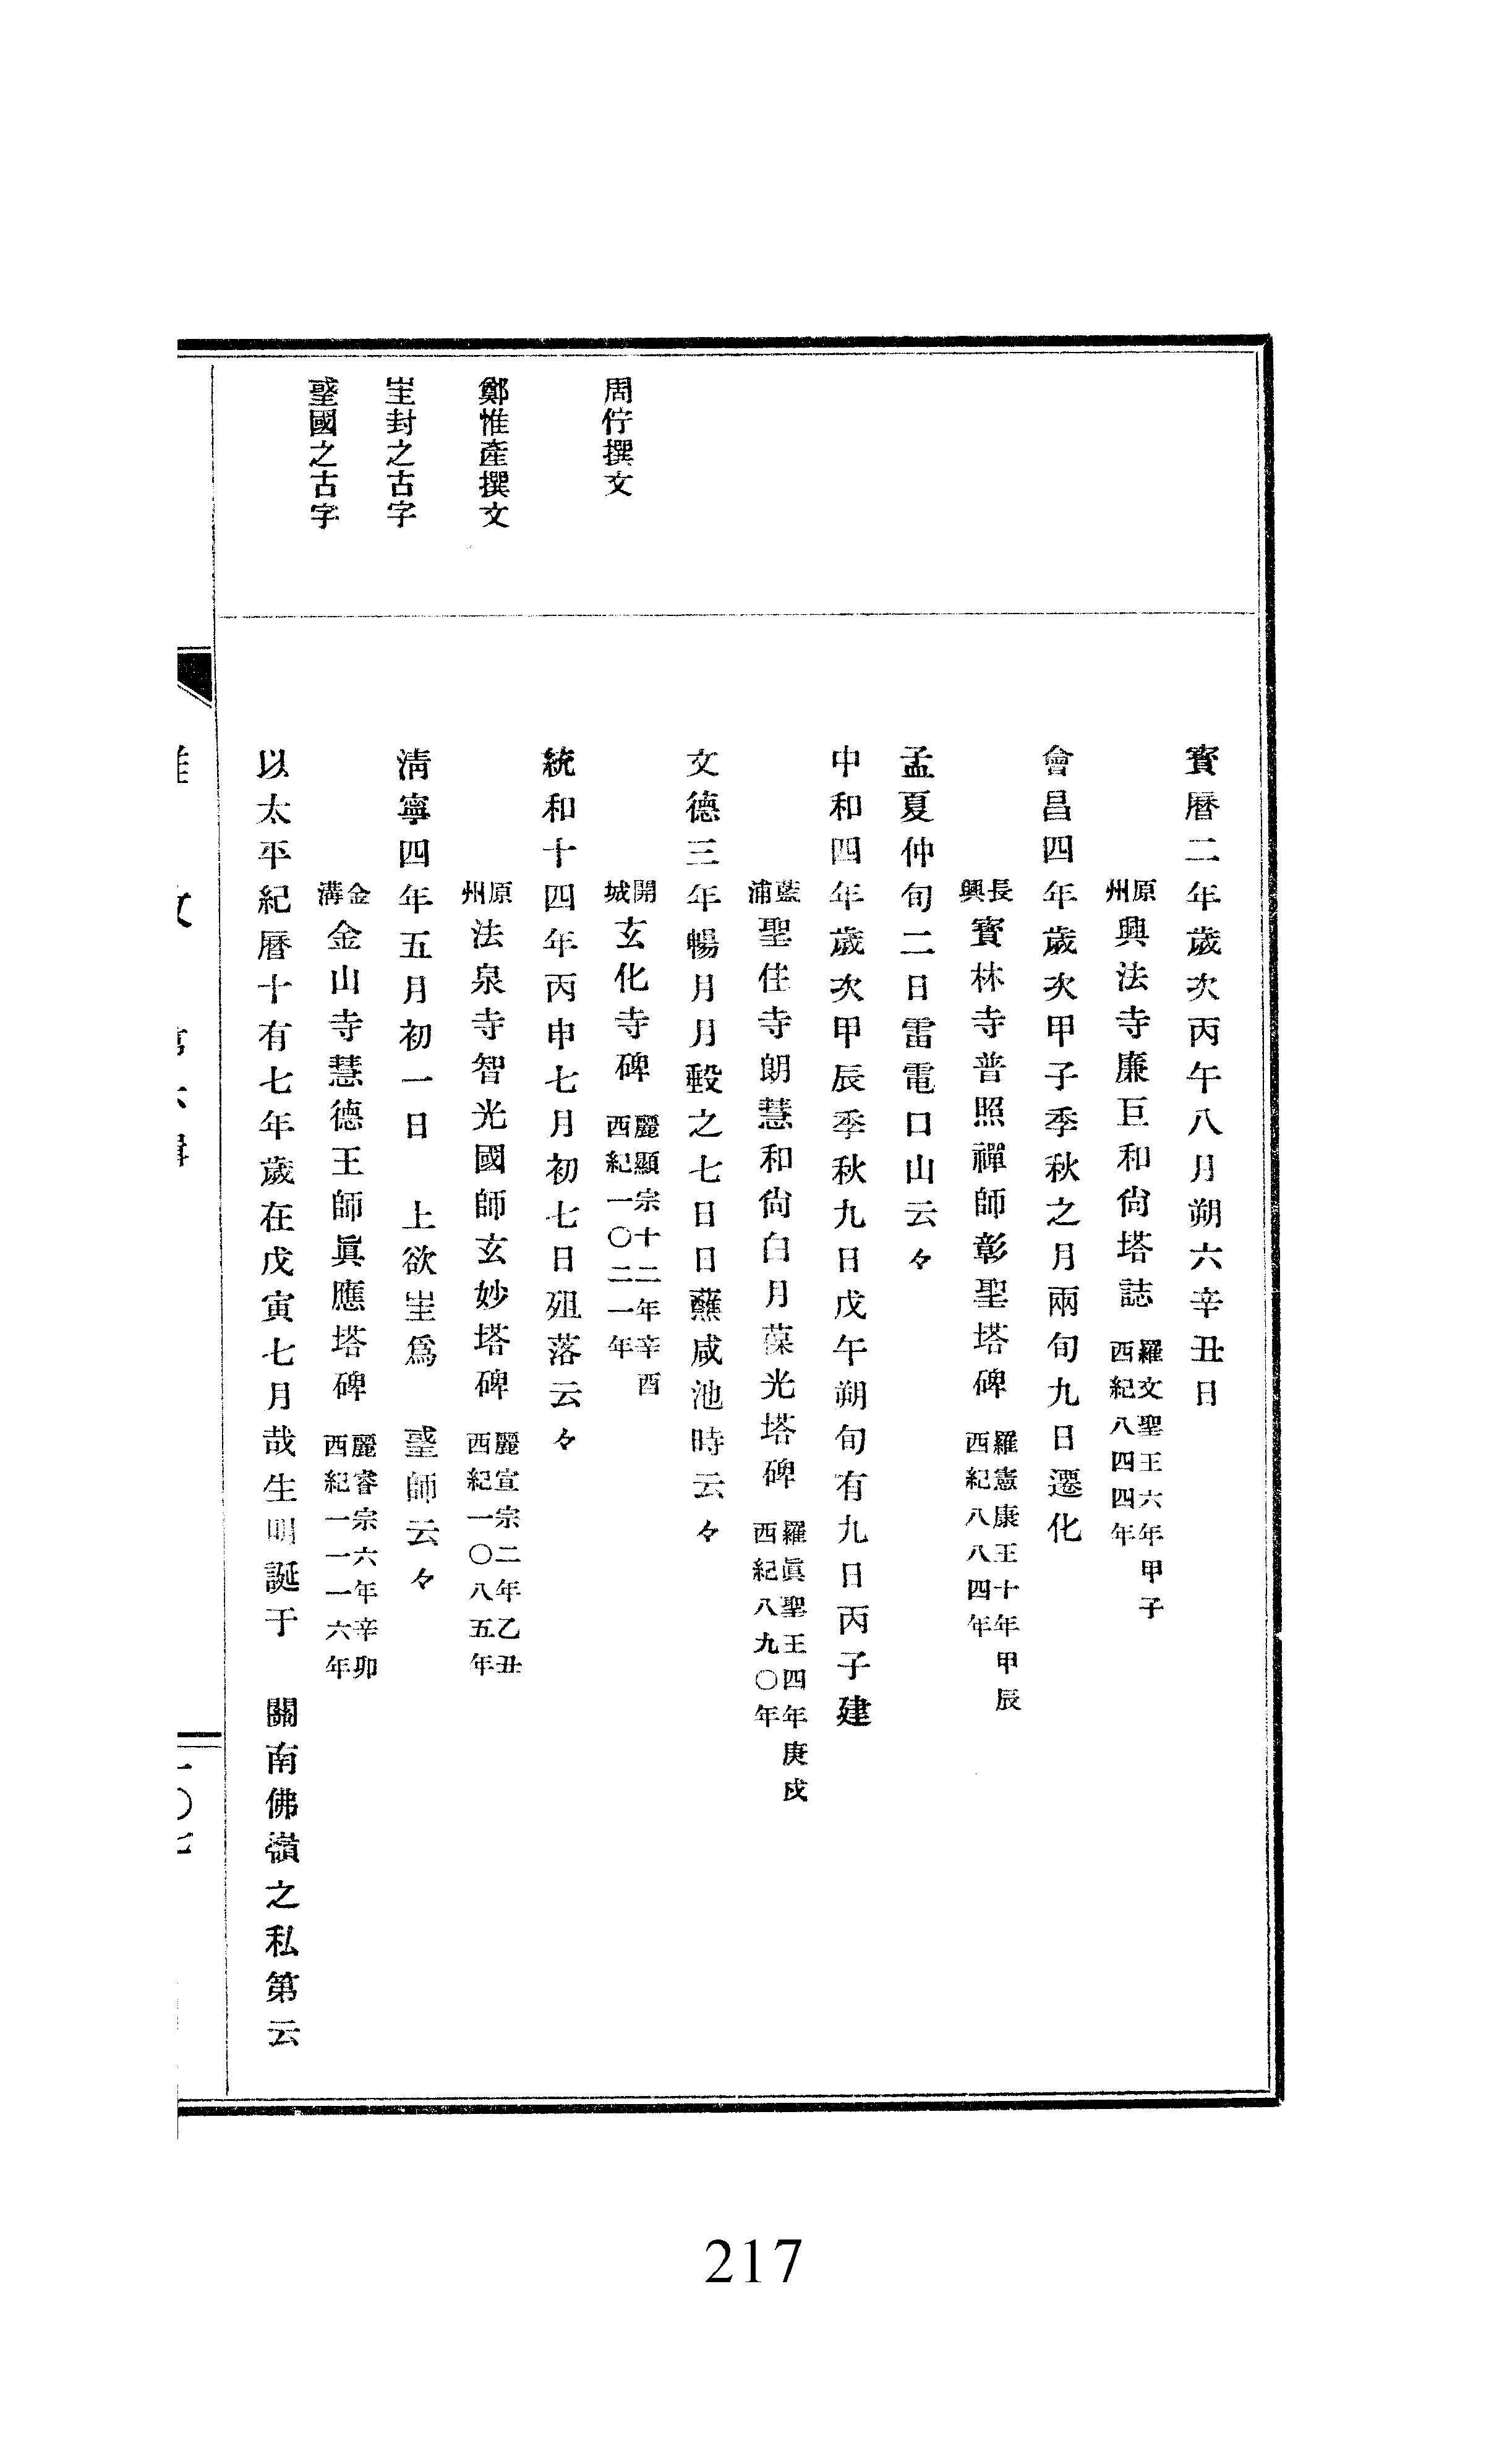 寳曆二年歲次丙午八月朔六辛丑日
原州興法寺廉巨和尙塔誌 羅文聖王六年甲子 西紀八四四年
會昌四年歲次甲子季秋之月兩旬九日遷化
長興寳林寺普照禪師彰聖塔碑 羅憲康王十年甲辰 西紀八八四年
孟夏仲旬二日雷電口山云々
中和四年歲次甲辰季秋九日戊午朔旬有九日丙子建
藍浦聖住寺朗慧和尙白月葆光塔碑 羅眞聖王四年庚戌 西紀八九〇年
文德三年暢月月毀之七日日蘸咸池時云々
周佇撰文
開城玄化寺碑 麗顯宗十二年辛酉 西紀一〇二一年
統和十四年丙申七月初七日殂落云々
鄭惟產撰文
原州法泉寺智光國師玄妙塔碑 麗宣宗二年乙丑 西紀一〇八五年
㞷封之古字
淸寧四年五月初一日 上欲㞷爲 師云々
國之古字
金溝金山寺慧德王師眞應塔碑 麗睿宗六年辛卯 西紀一一一六年
以太平紀曆十有七年歲在戊寅七月哉生明誕于 闕南佛嶺之私第云
一〇七
217